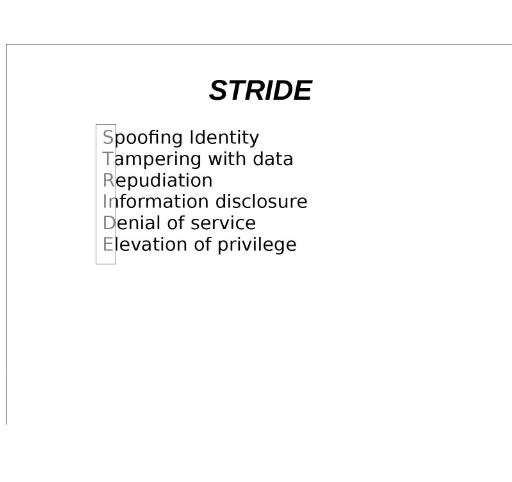 STRIDE
Spoofing Identity
Tampering with data
Repudiation
Information disclosure
Denial of service
Elevation of privilege